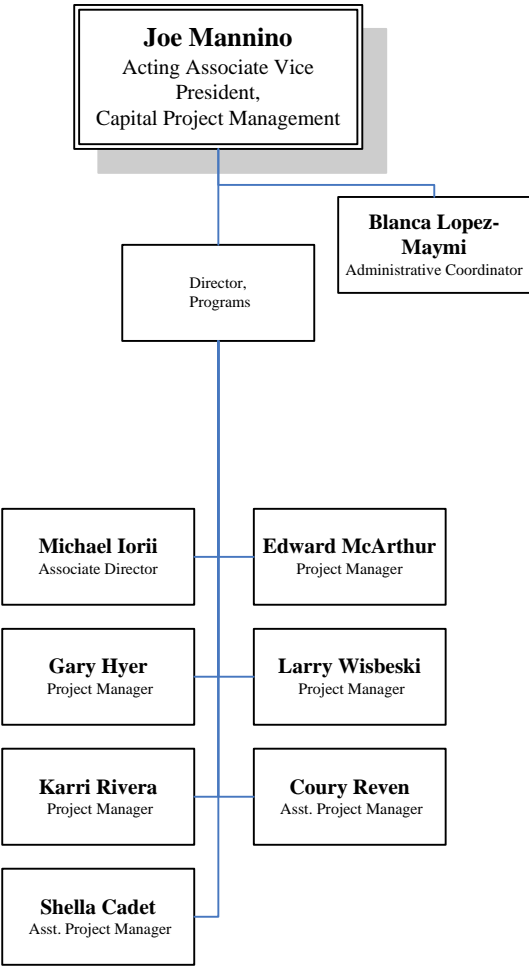 Joe Mannino
Acting Associate Vice
President,
Capital Project Management
Blanca Lopez-
Maymi
Administrative Coordinator
Director,
Programs
Michael Iorii
Associate Director
Edward McArthur
Project Manager
Gary Hyer
Project Manager
Larry Wisbeski
Project Manager
Karri Rivera
Project Manager
Coury Reven
Asst. Project Manager
Shella Cadet
Asst. Project Manager